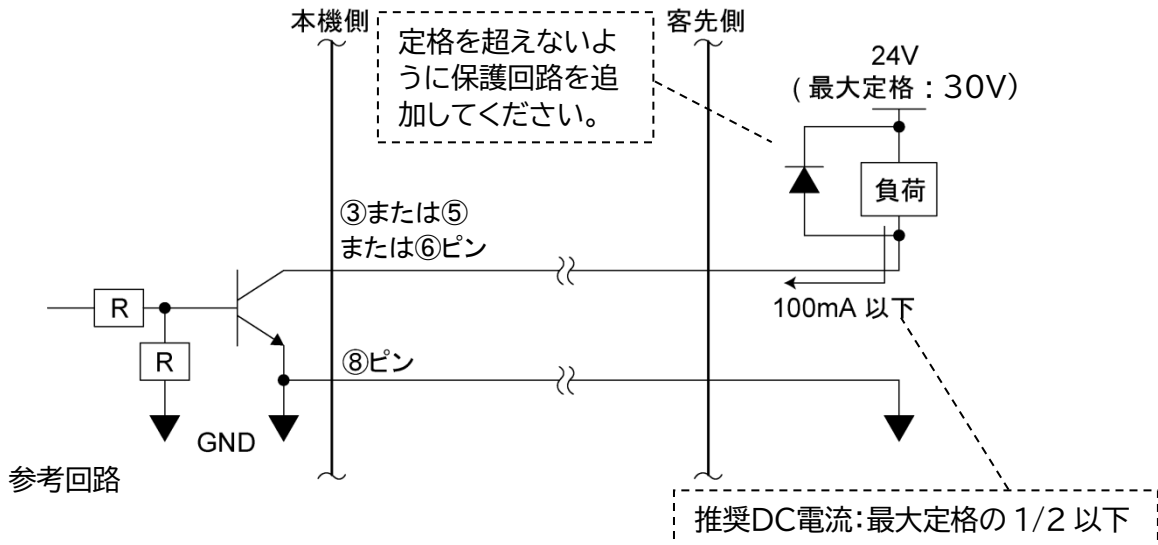 本機側
客先側
定格を超えないよ
うに保護回路を追
加してください。
24V
(最大定格：30V）
負荷
③または⑤
または⑥ピン
100mA 以下
R
R
⑧ピン
GND
参考回路
推奨DC電流：最大定格の 1/2 以下